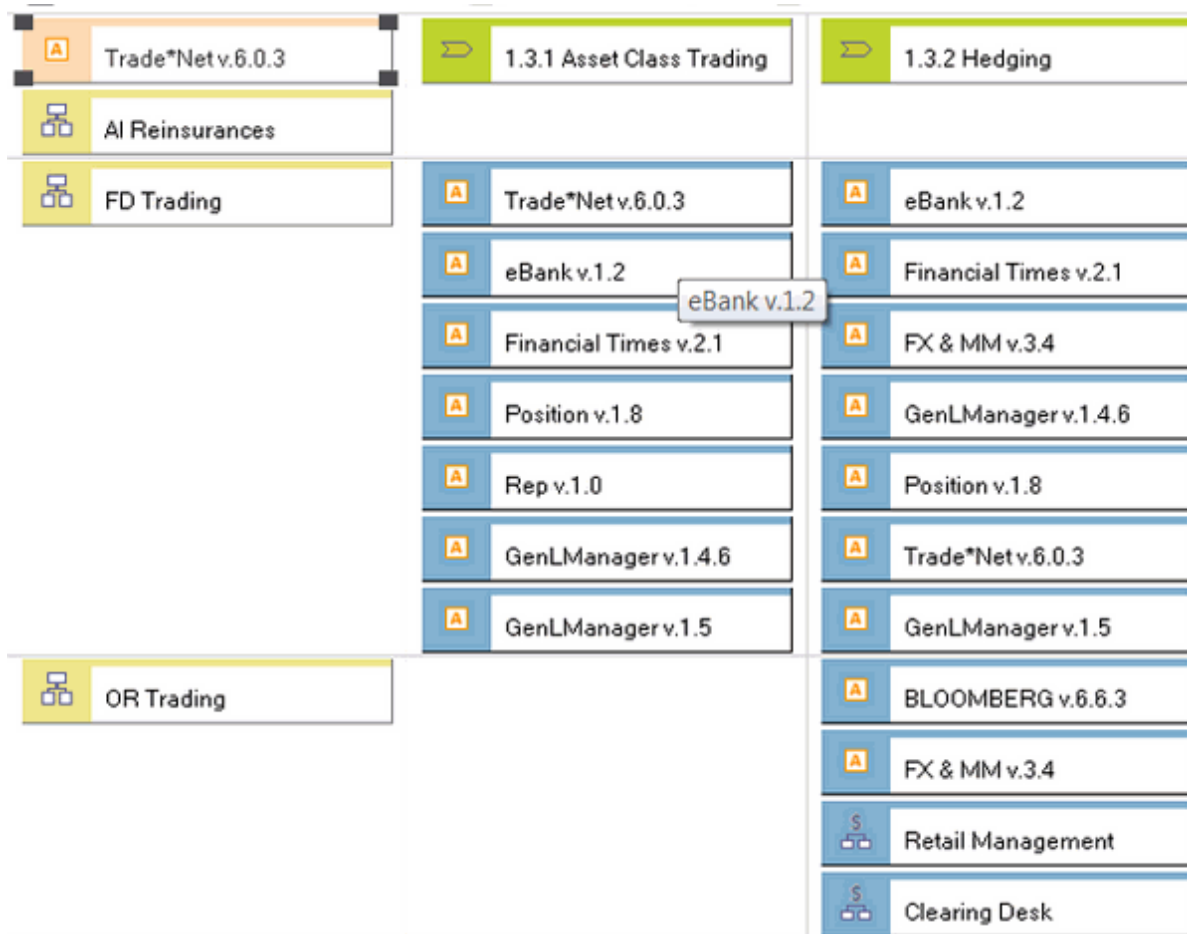 Trade*Net v.6.0.3
1.3.1 Asset Class Trading
1.3.2 Hedging
AI Reinsurances
FD Trading
Trade*Net v.6.0.3
eBank v.1.2
eBank v.1.2
Financial Times v.2.1
eBank v.1.2
Financial Times v.2.1
FX & MM v.3.4
Position v.1.8
GenLManager v.1.4.6
Rep v.1.0
Position v.1.8
GenLManager v.1.4.6
Trade*Net v.6.0.3
GenLManager v.1.5
GenLManager v.1.5
OR Trading
BLOOMBERG v.6.6.3
FX & MM v.3.4
Retail Management
Clearing Desk